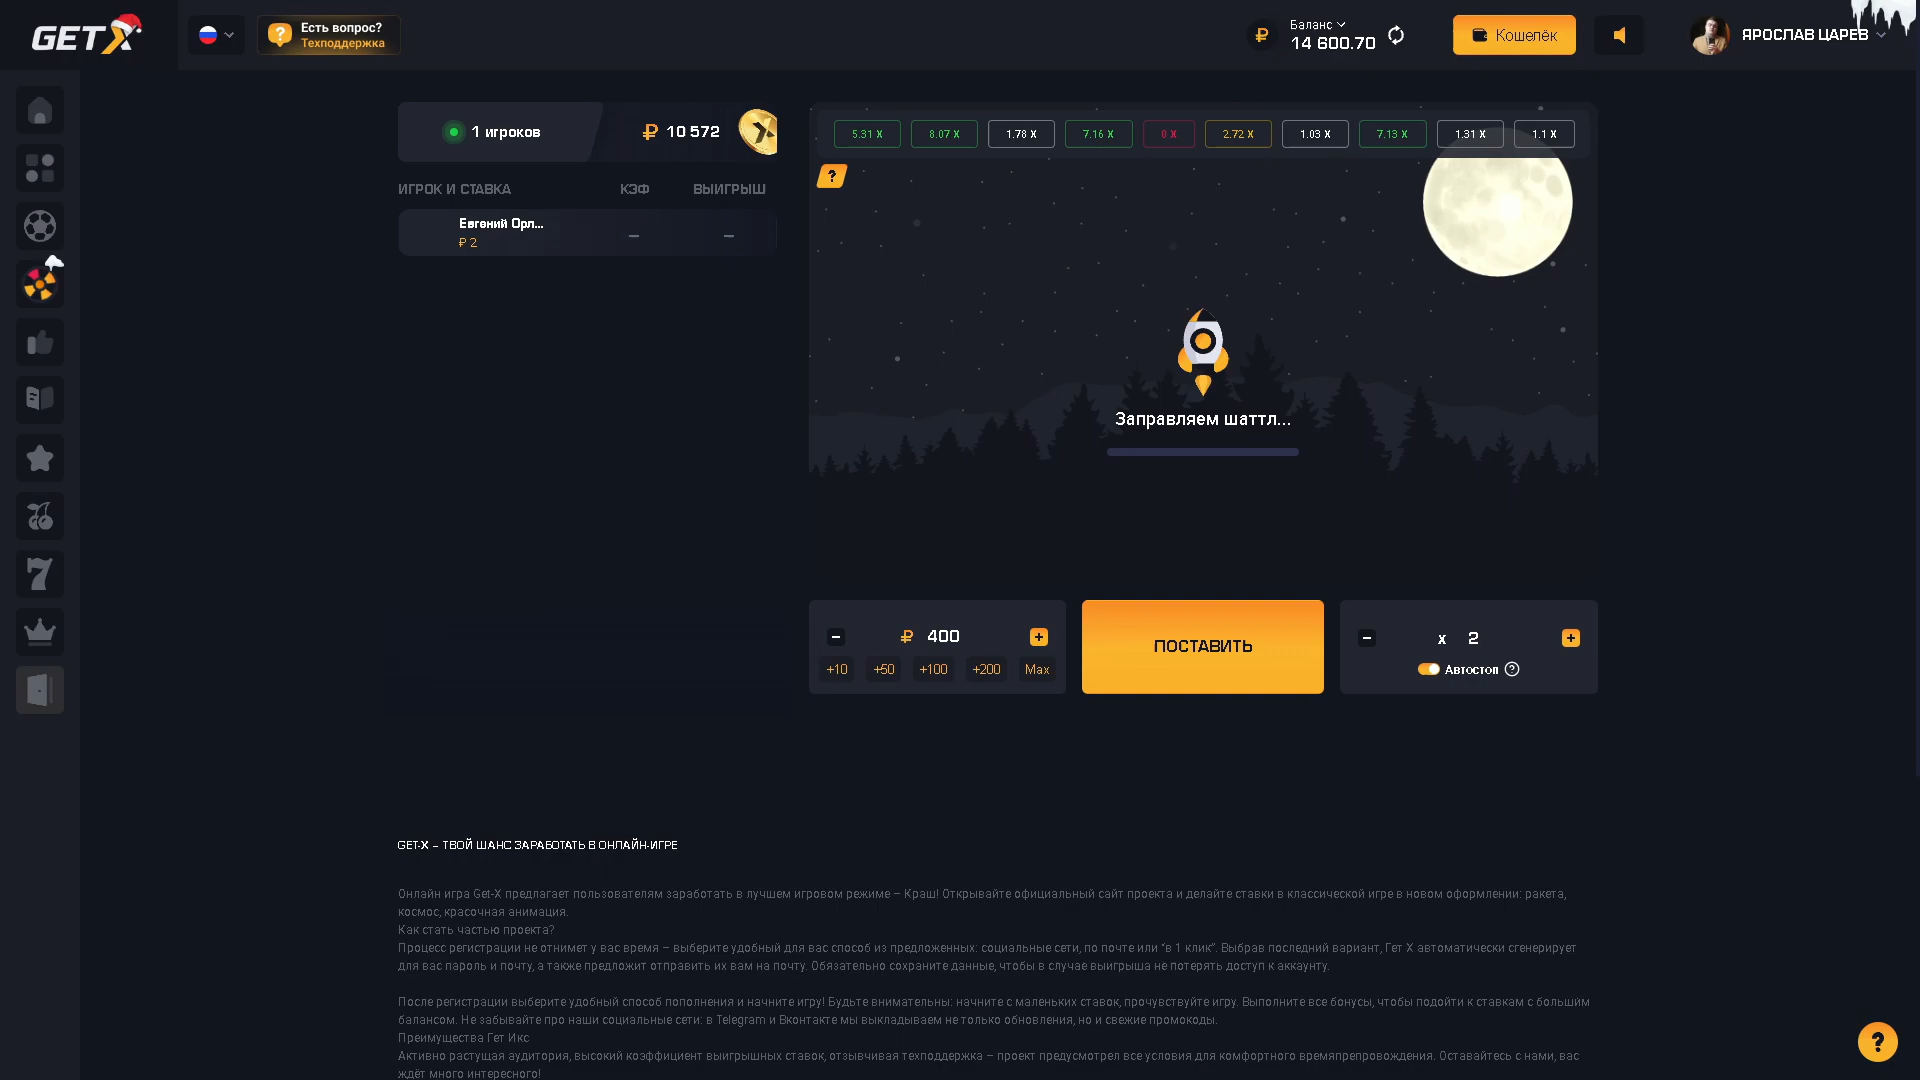 GETX
Есть вопрос?
Техподдержка
₽
Баланс
14 600.70
Кошелёк
ЯРОСЛАВ ЦАРЕВ
1 игроков
₽ 10 572
5.31 X
8.07 X
1.78 X
7.16 X
0 X
2.72 X
1.03 X
7.13 X
1.31 X
1.1 X
?
ИГРОК И СТАВКА КЭФ ВЫИГРЫШ
Евгений Орл...
₽ 2
–
–
Заправляем шаттл...
− ₽ 400 +
+10 +50 +100 +200 Max
ПОСТАВИТЬ
− x 2 +
Автостоп ?
GET-X – ТВОЙ ШАНС ЗАРАБОТАТЬ В ОНЛАЙН-ИГРЕ
Онлайн игра Get-X предлагает пользователям заработать в лучшем игровом режиме – Краш! Открывайте официальный сайт проекта и делайте ставки в классической игре в новом оформлении: ракета,
космос, красочная анимация.
Как стать частью проекта?
Процесс регистрации не отнимет у вас время – выберите удобный для вас способ из предложенных: социальные сети, по почте или "в 1 клик". Выбрав последний вариант, Гет Х автоматически сгенерирует
для вас пароль и почту, а также предложит отправить их вам на почту. Обязательно сохраните данные, чтобы в случае выигрыша не потерять доступ к аккаунту.
После регистрации выберите удобный способ пополнения и начните игру! Будьте внимательны: начните с маленьких ставок, прочувствуйте игру. Выполните все бонусы, чтобы подойти к ставкам с большим
балансом. Не забывайте про наши социальные сети: в Telegram и Вконтакте мы выкладываем не только обновления, но и свежие промокоды.
Преимущества Гет Икс
Активно растущая аудитория, высокий коэффициент выигрышных ставок, отзывчивая техподдержка – проект предусмотрел все условия для комфортного времяпрепровождения. Оставайтесь с нами, вас
ждёт много интересного!
?